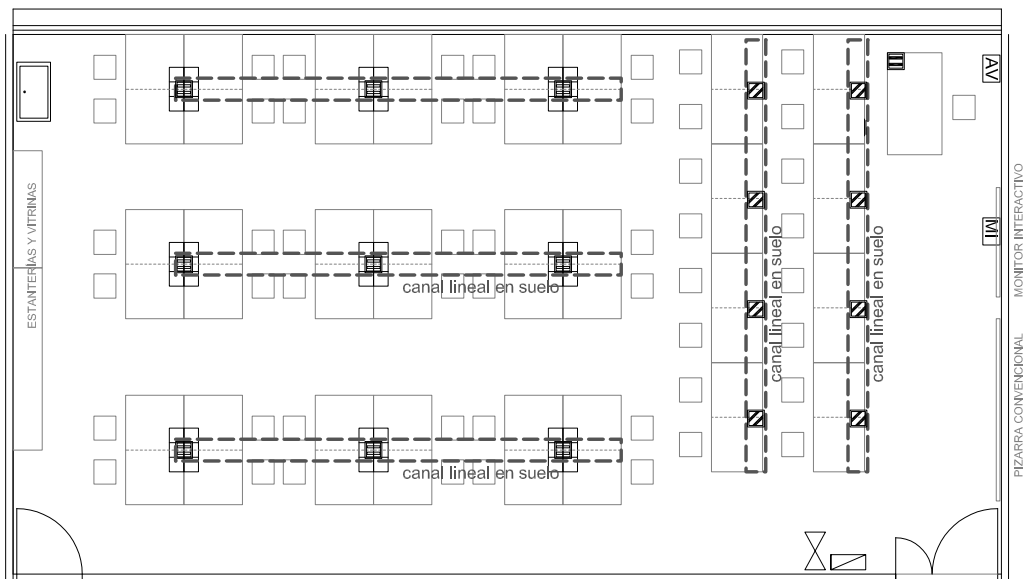 AV
ESTANTERÍAS Y VITRINAS
MONITOR INTERACTIVO
MI
canal lineal en suelo
canal lineal en suelo
canal lineal en suelo
PIZARRA CONVENCIONAL
canal lineal en suelo